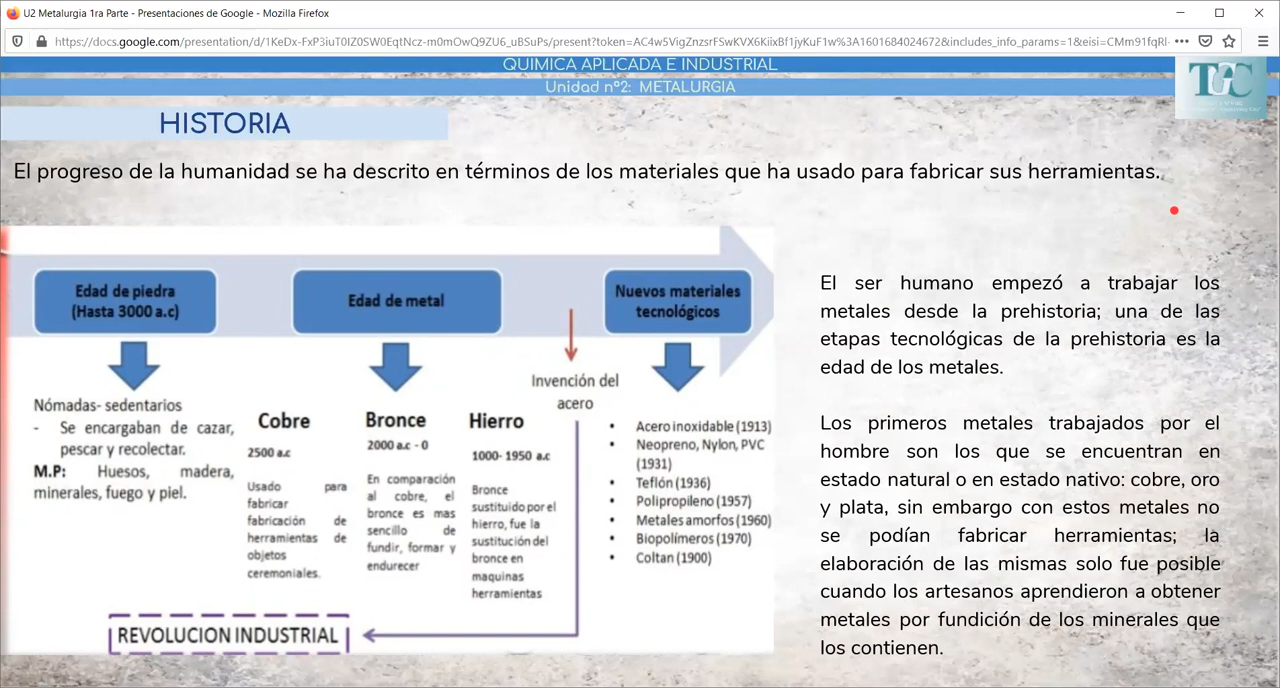 U2 Metalurgia 1ra Parte - Presentaciones de Google - Mozilla Firefox
QUIMICA APLICADA E INDUSTRIAL
Unidad nº2: METALURGIA
TGC
HISTORIA
El progreso de la humanidad se ha descrito en términos de los materiales que ha usado para fabricar sus herramientas.
Edad de piedra
(Hasta 3000 a.c)
Edad de metal
Nuevos materiales
tecnológicos
Nómadas- sedentarios
- Se encargaban de cazar,
pescar y recolectar.
M.P: Huesos, madera,
minerales, fuego y piel.
Cobre
2500 a.c
Usado para
fabricar
fabricación de
herramientas de
objetos
ceremoniales.
Bronce
2000 a.c - 0
En comparación
al cobre, el
bronce es mas
sencillo de
fundir, formar y
endurecer
Hierro
1000- 1950 a.c
Bronce
sustituido por el
hierro, fue la
sustitución del
bronce en
maquinas
herramientas
Invención del
acero
• Acero inoxidable (1913)
• Neopreno, Nylon, PVC
(1931)
• Teflón (1936)
• Polipropileno (1957)
• Metales amorfos (1960)
• Biopolímeros (1970)
• Coltan (1900)
REVOLUCION INDUSTRIAL
El ser humano empezó a trabajar los
metales desde la prehistoria; una de las
etapas tecnológicas de la prehistoria es la
edad de los metales.
Los primeros metales trabajados por el
hombre son los que se encuentran en
estado natural o en estado nativo: cobre, oro
y plata, sin embargo con estos metales no
se podían fabricar herramientas; la
elaboración de las mismas solo fue posible
cuando los artesanos aprendieron a obtener
metales por fundición de los minerales que
los contienen.